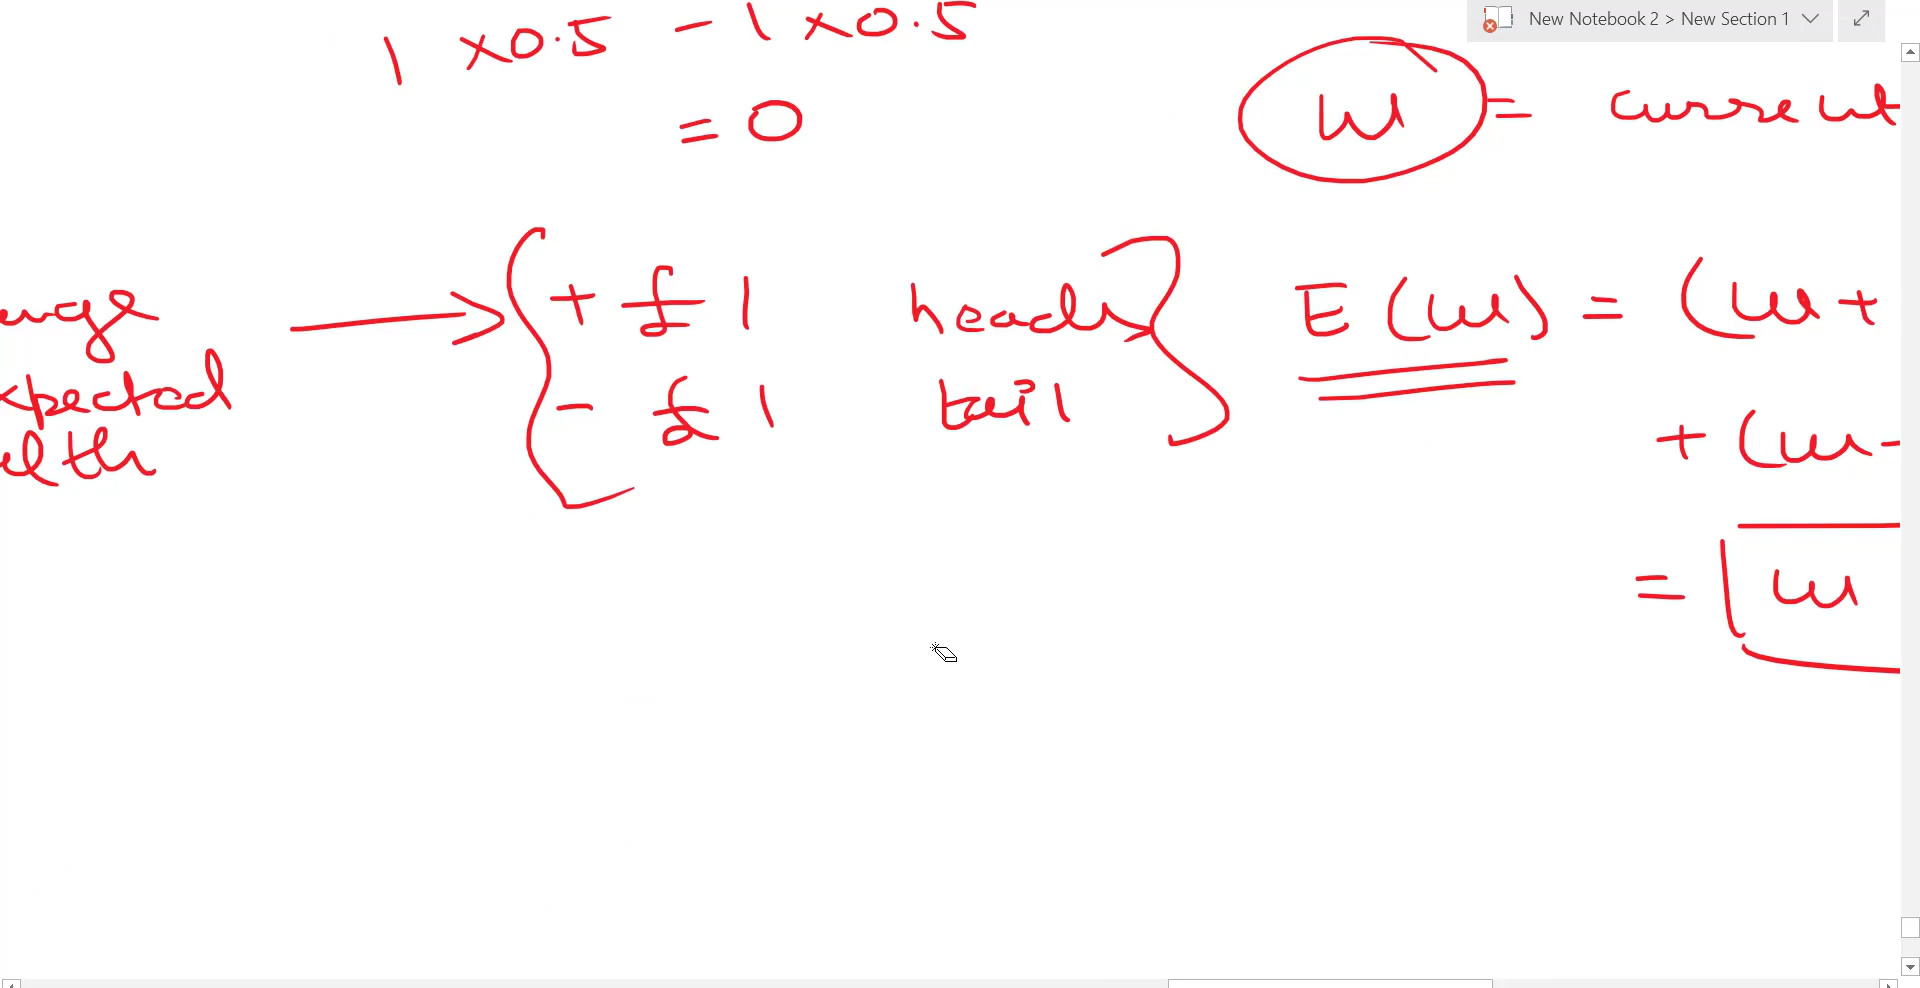 1 ×0.5 - 1 ×0.5
= 0
New Notebook 2 > New Section 1
w = current
+ £ 1 head
- £ 1 tail
E (w) = (w +
+ (w -
= w